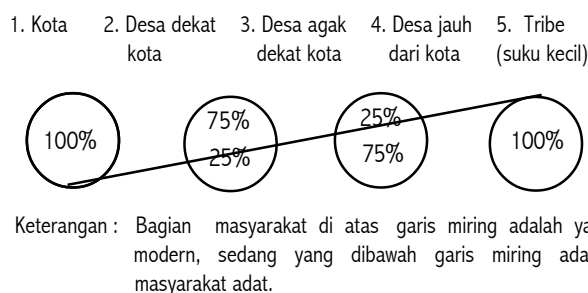 1. Kota 2. Desa dekat kota 3. Desa agak dekat kota 4. Desa jauh dari kota 5. Tribe (suku kecil)
100%
75%
25%
25%
75%
100%
Keterangan : Bagian masyarakat di atas garis miring adalah
modern, sedang yang dibawah garis miring
masyarakat adat.